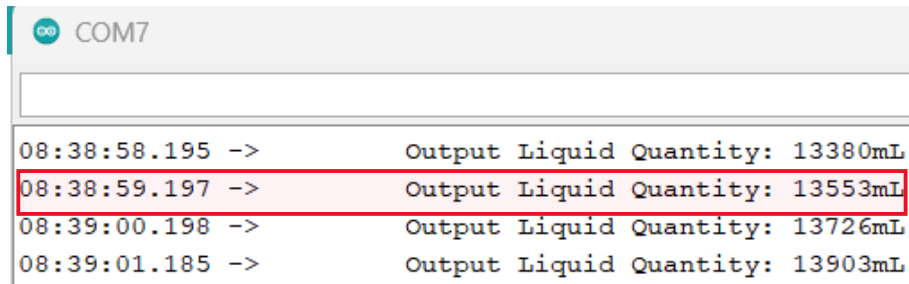 COM7
08:38:58.195 -> Output Liquid Quantity: 13380mL
08:38:59.197 -> Output Liquid Quantity: 13553mL
08:39:00.198 -> Output Liquid Quantity: 13726mL
08:39:01.185 -> Output Liquid Quantity: 13903mL